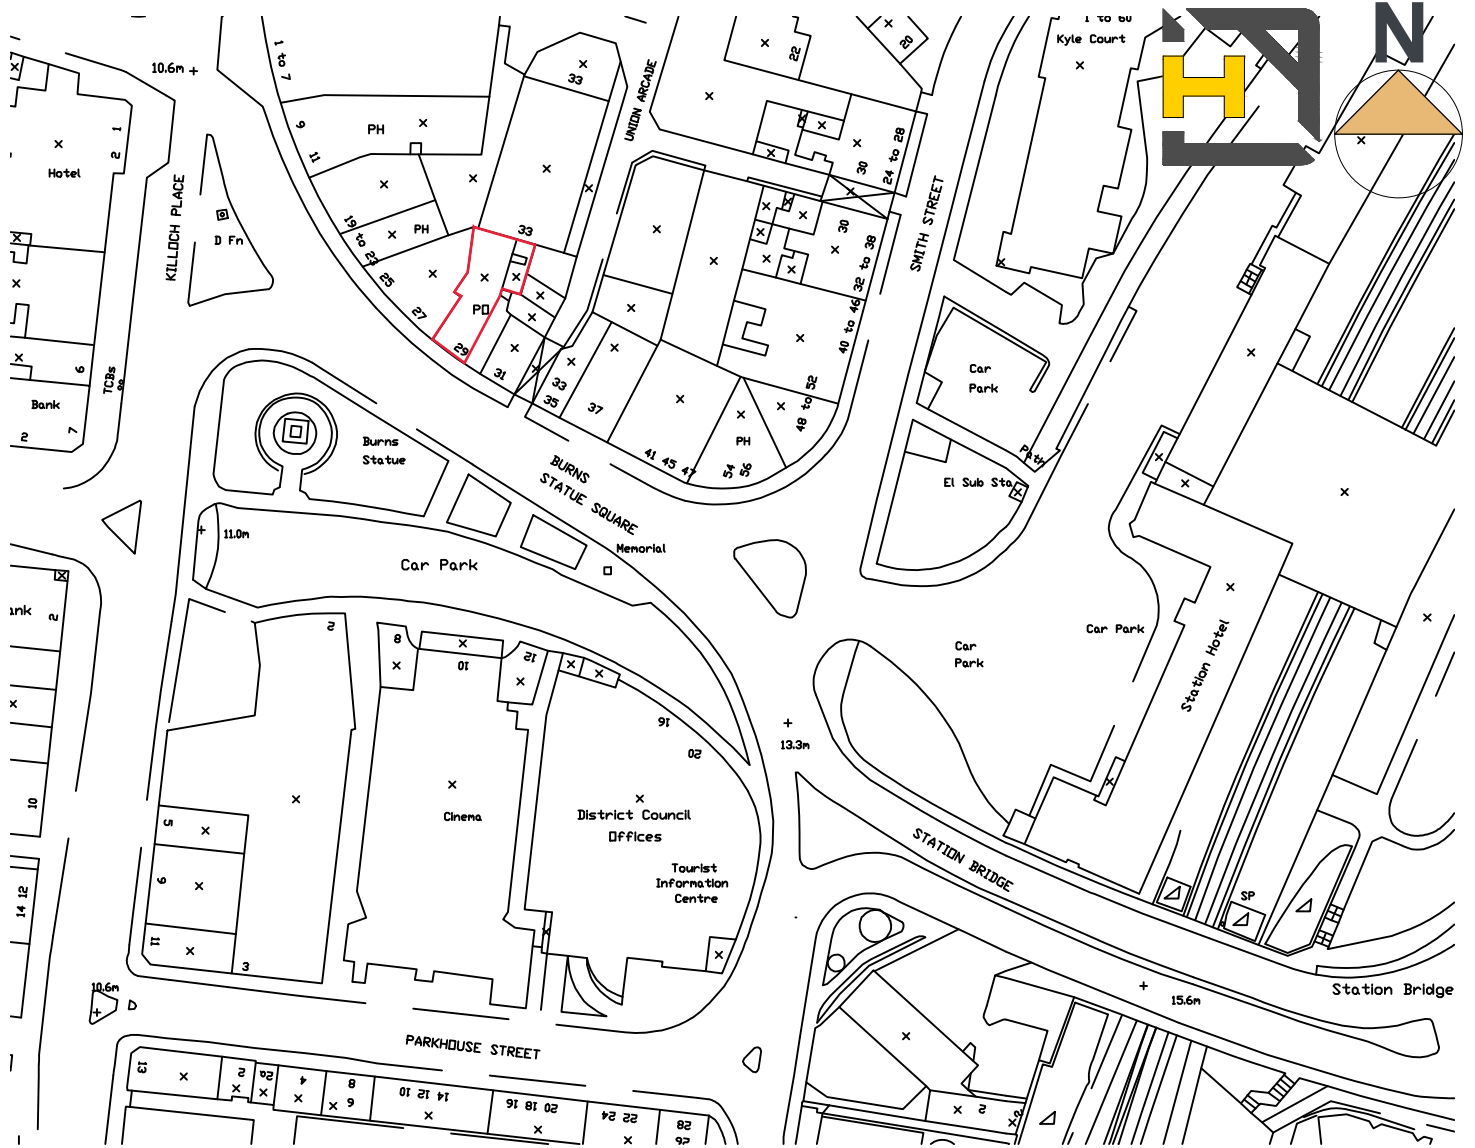 1 to 60
N
Kyle Court
20
22
1 to 7
10.6m
33
UNION ARCADE
9
PH
11
1
2
Hotel
30
24 to 28
KILLOCH PLACE
SMITH STREET
19 to 23
PH
33
D Fn
30
32 to 38
25
27
PO
29
31
33
35
37
40 to 46
48 to 52
Car
Park
6
TCBs
Bank
2
7
Burns
Statue
41 45 47
PH
54
56
BURNS
STATUE SQUARE
Path
El Sub Sta
11.0m
Memorial
Car Park
2
2
8
10
12
Car Park
Car
Park
Station Hotel
16
20
13.3m
10
5
Cinema
District Council
Offices
Tourist
Information
Centre
STATION BRIDGE
9
14 12
11
3
SP
10.6m
D
15.6m
Station Bridge
PARKHOUSE STREET
13
2
2a
4
8
6
14 12 10
20 18 16
22 24
28
26
2